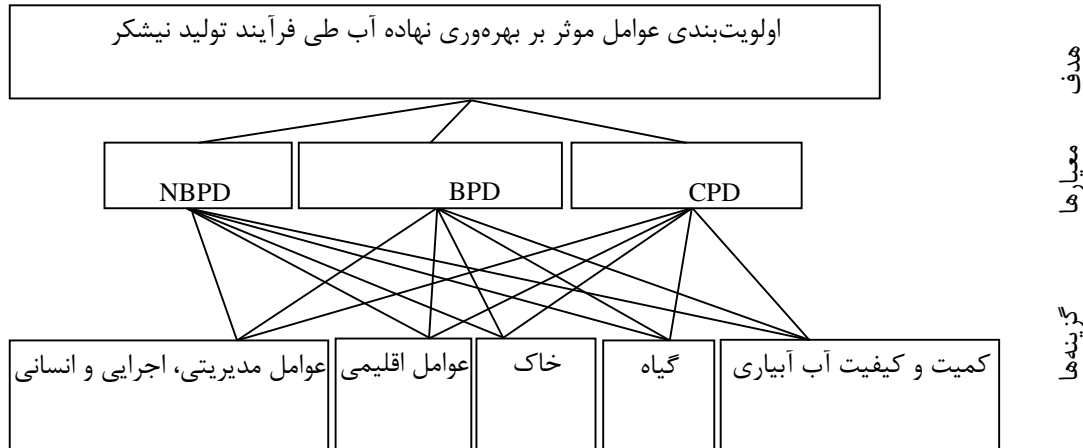 اولویت‌بندی عوامل موثر بر بهره‌وری نهاده آب طی فرآیند تولید نیشکر
هدف
CPD
BPD
NBPD
معیارها
کمیت و کیفیت آب آبیاری
گیاه
خاک
عوامل اقلیمی
عوامل مدیریتی، اجرایی و انسانی
گزینه‌ها